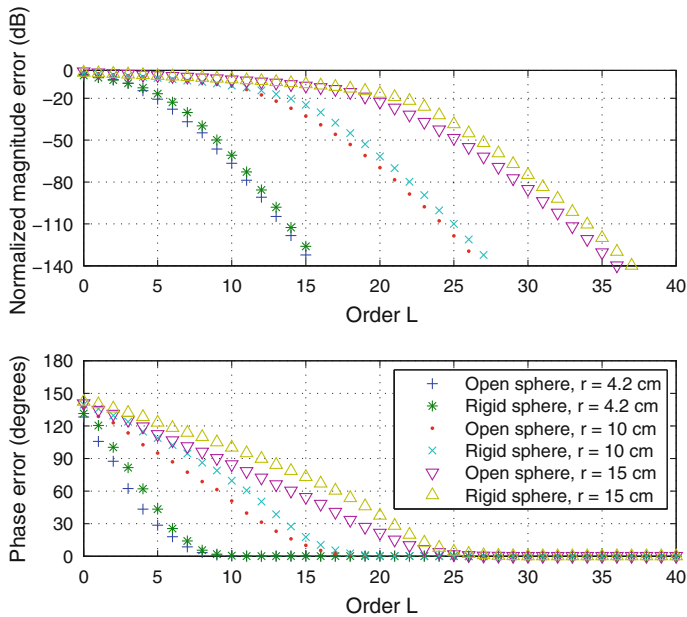 Normalized magnitude error (dB)
0
−20
−50
−80
−110
−140
0 5 10 15 20 25 30 35 40
Order L
Phase error (degrees)
180
150
120
90
60
30
0
Open sphere, r = 4.2 cm
Rigid sphere, r = 4.2 cm
Open sphere, r = 10 cm
Rigid sphere, r = 10 cm
Open sphere, r = 15 cm
Rigid sphere, r = 15 cm
0 5 10 15 20 25 30 35 40
Order L